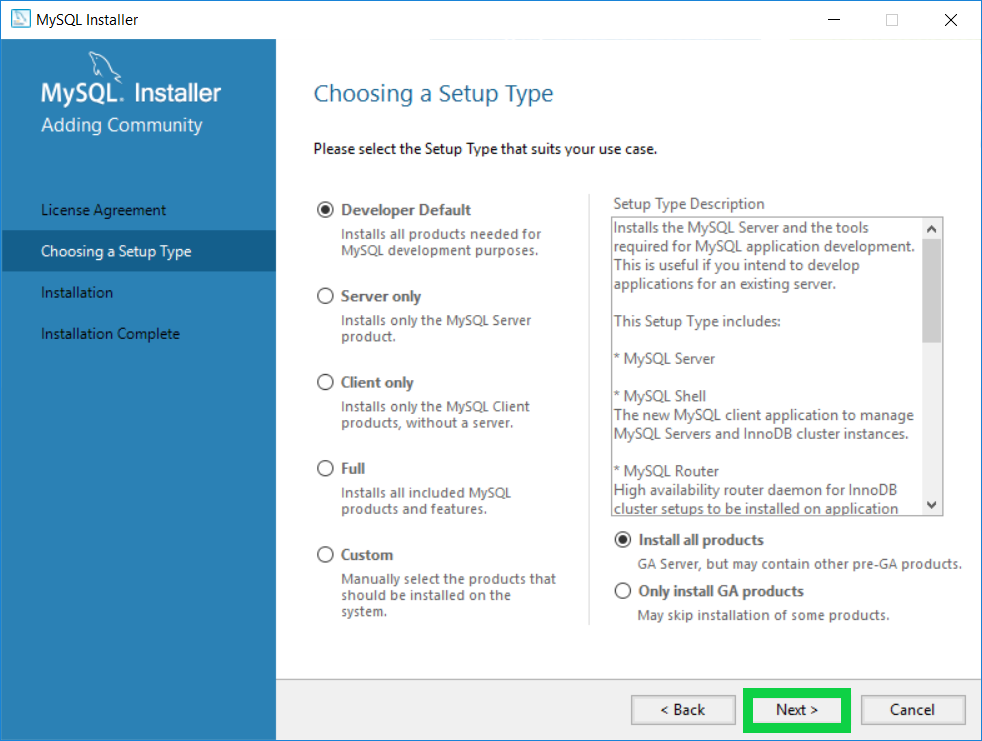 MySQL Installer
MySQL. Installer
Adding Community
License Agreement
Choosing a Setup Type
Installation
Installation Complete
Choosing a Setup Type
Please select the Setup Type that suits your use case.
Developer Default
Installs all products needed for
MySQL development purposes.
Server only
Installs only the MySQL Server
product.
Client only
Installs only the MySQL Client
products, without a server.
Full
Installs all included MySQL
products and features.
Custom
Manually select the products that
should be installed on the
system.
Setup Type Description
Installs the MySQL Server and the tools
required for MySQL application development.
This is useful if you intend to develop
applications for an existing server.
This Setup Type includes:
* MySQL Server
* MySQL Shell
The new MySQL client application to manage
MySQL Servers and InnoDB cluster instances.
* MySQL Router
High availability router daemon for InnoDB
cluster setups to be installed on application
Install all products
GA Server, but may contain other pre-GA products.
Only install GA products
May skip installation of some products.
< Back
Next >
Cancel